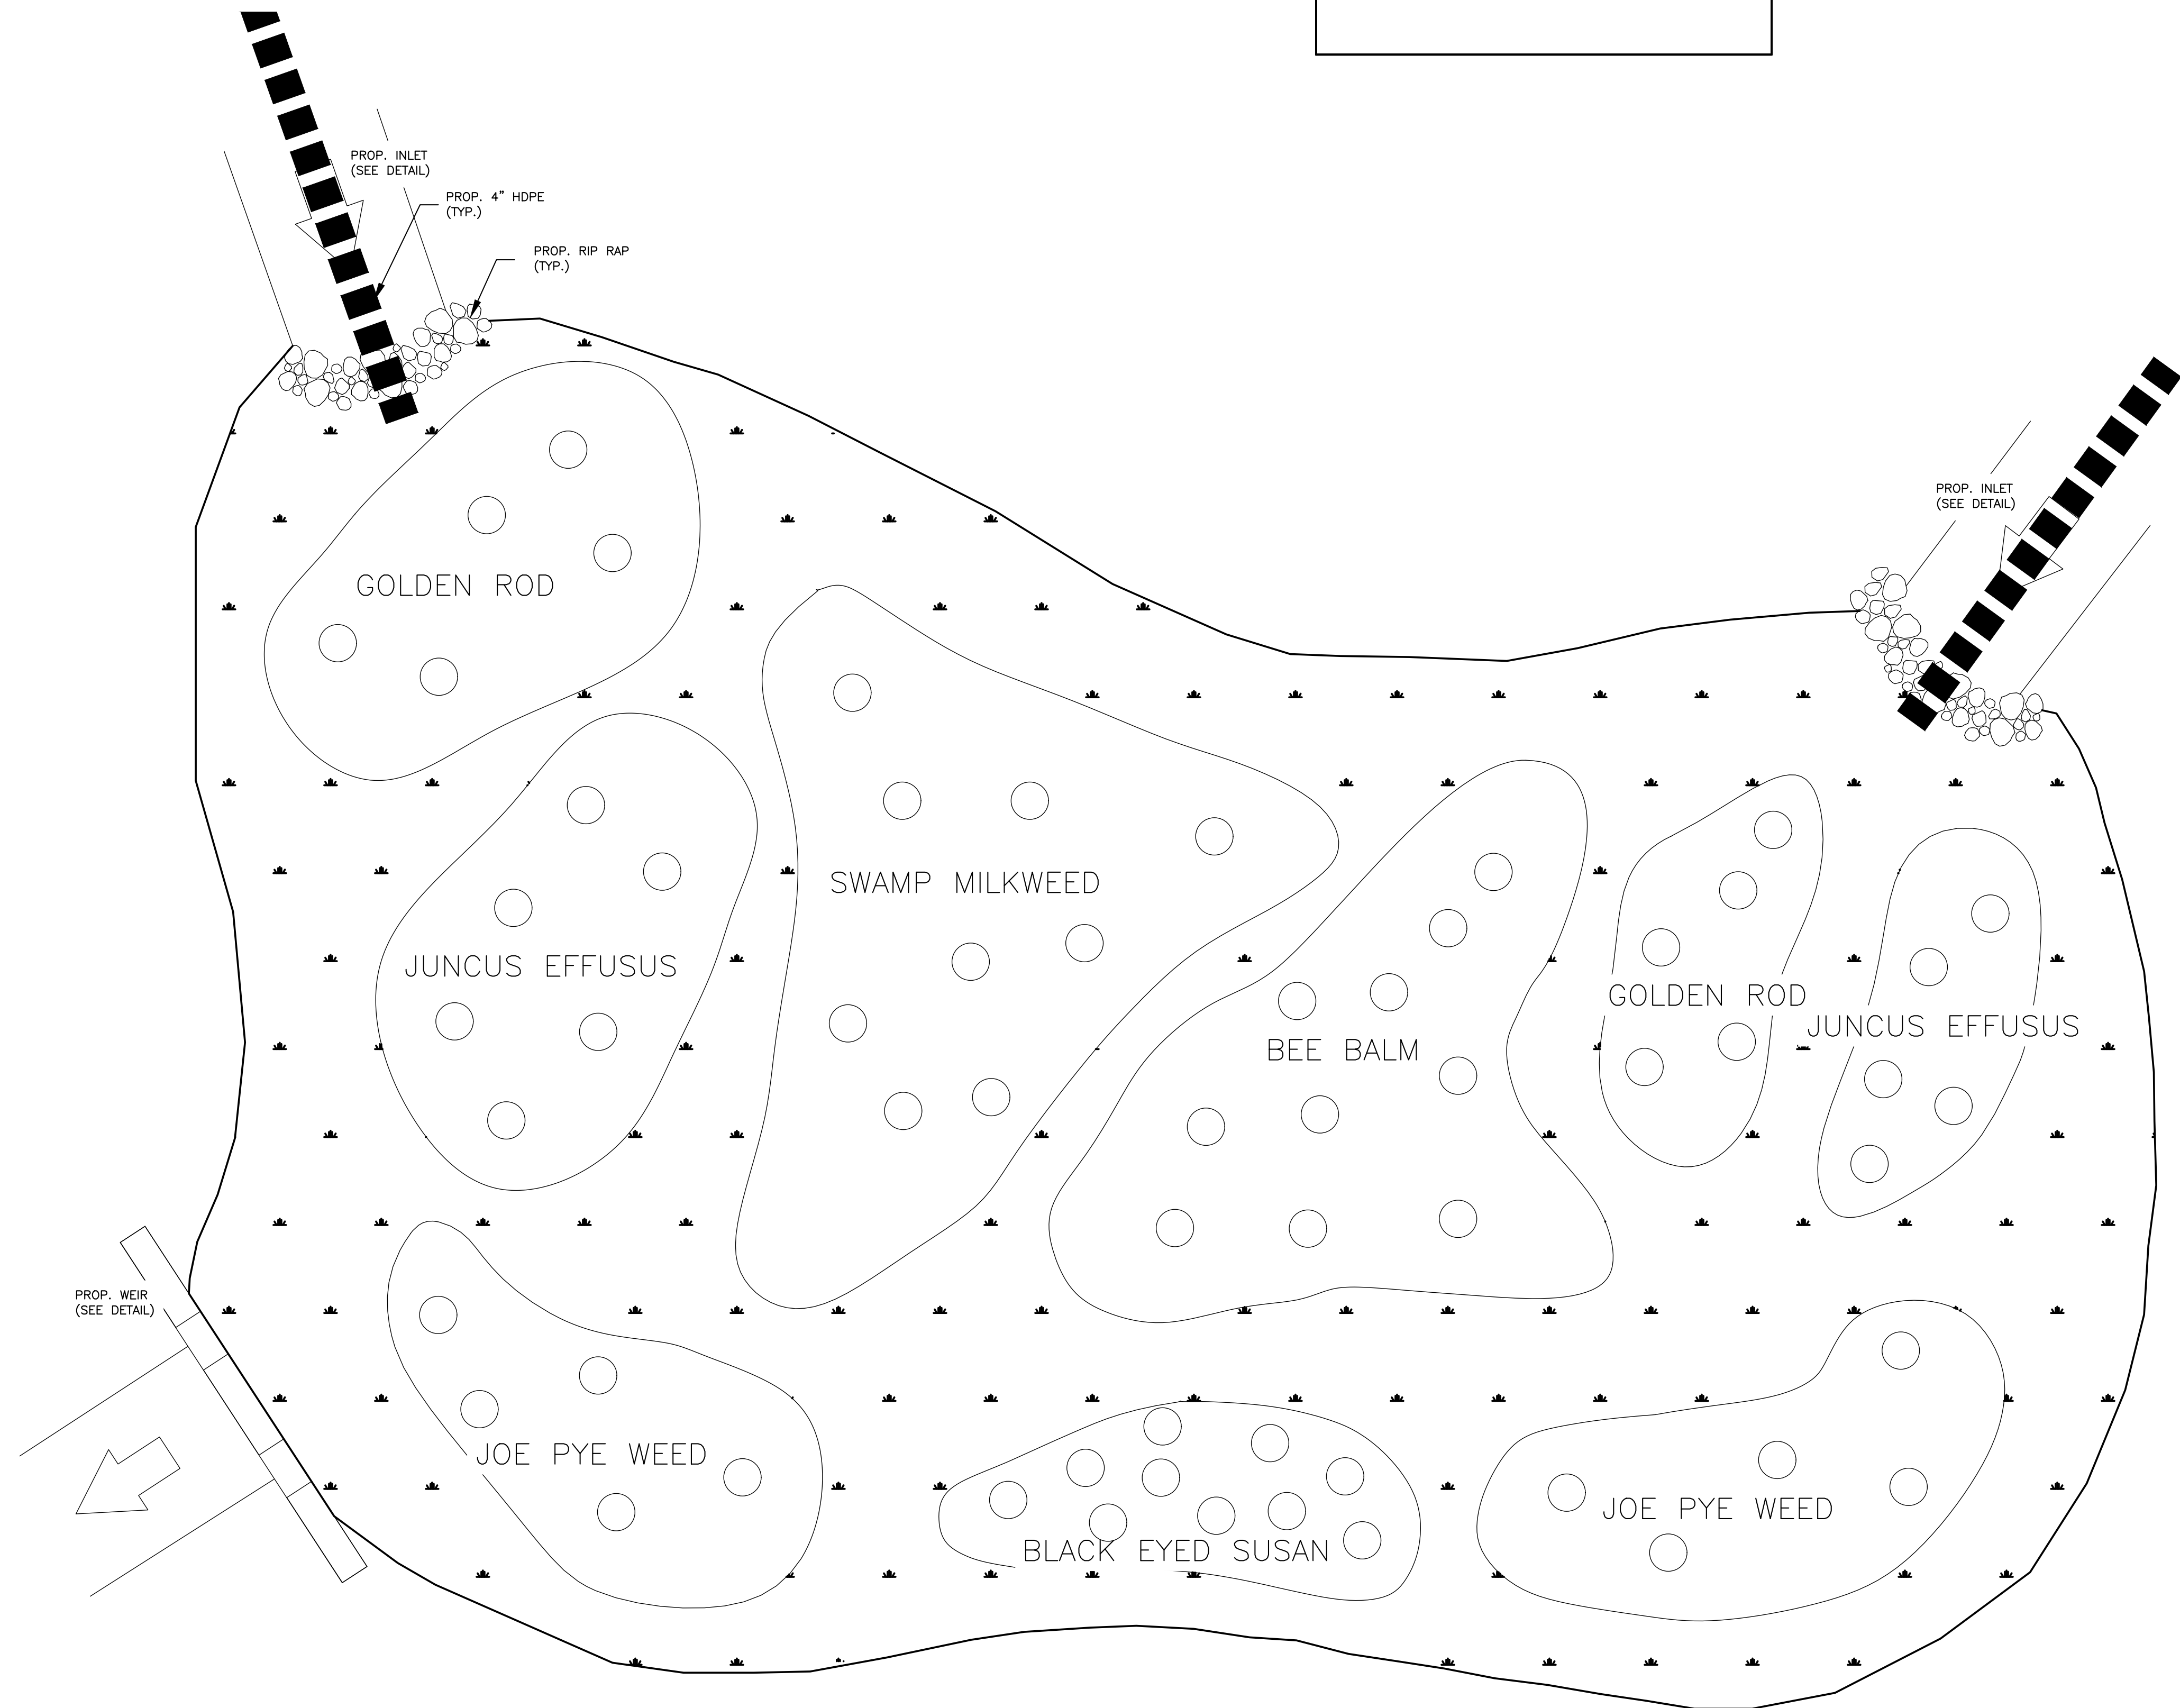 PROP. INLET
(SEE DETAIL)
PROP. 4" HDPE
(TYP.)
PROP. RIP RAP
(TYP.)
PROP. INLET
(SEE DETAIL)
GOLDEN ROD
SWAMP MILKWEED
JUNCUS EFFUSUS
GOLDEN ROD
JUNCUS EFFUSUS
BEE BALM
PROP. WEIR
(SEE DETAIL)
JOE PYE WEED
JOE PYE WEED
BLACK EYED SUSAN